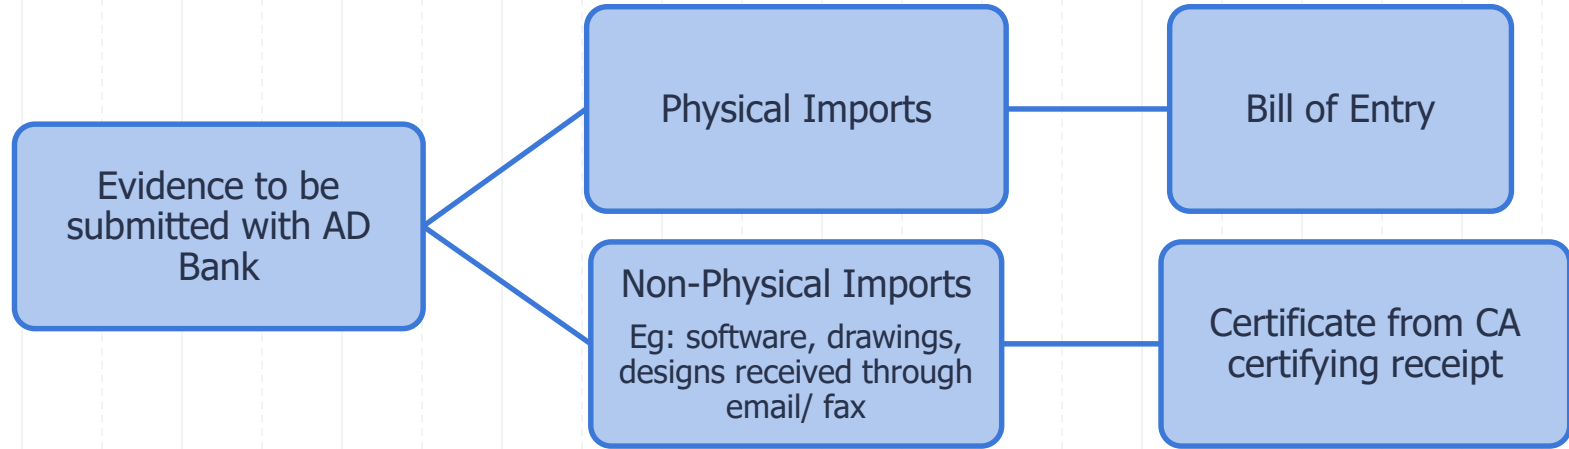 Evidence to be
submitted with AD
Bank
Physical Imports
Bill of Entry
Non-Physical Imports
Eg: software, drawings,
designs received through
email/ fax
Certificate from CA
certifying receipt